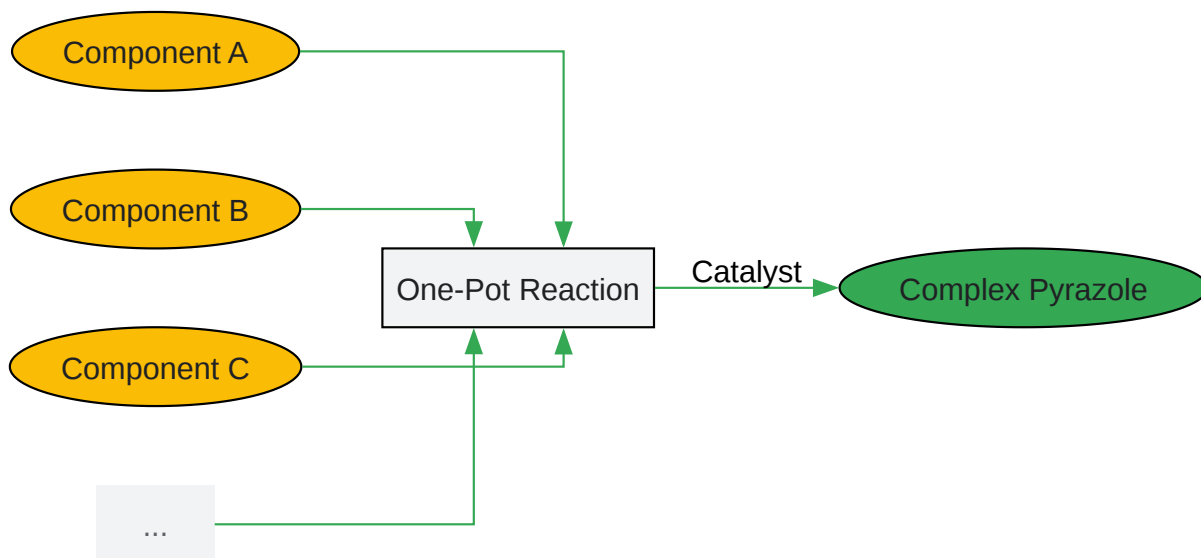 Component A
Component B
One-Pot Reaction
Catalyst
Complex Pyrazole
Component C
...